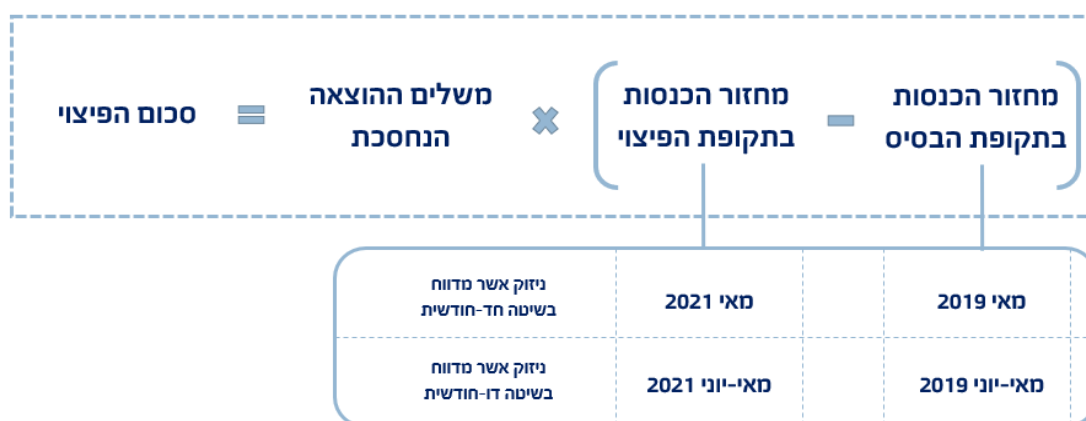 מחזור הכנסות
בתקופת הבסיס
מחזור הכנסות
בתקופת הפיצוי
משלים ההוצאה
הנחסכת
=
סכום הפיצוי
מאי 2019
מאי 2021
ניזוק אשר מדווח
בשיטה חד-חודשית
מאי-יוני 2019
מאי-יוני 2021
ניזוק אשר מדווח
בשיטה דו-חודשית